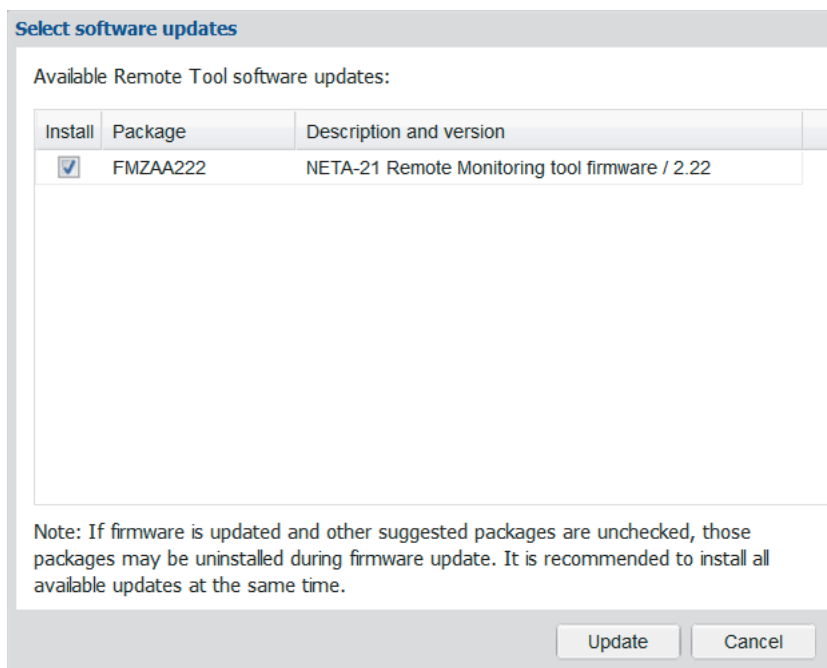 Select software updates
Available Remote Tool software updates:
Install Package Description and version
FMZAA222 NETA-21 Remote Monitoring tool firmware / 2.22
Note: If firmware is updated and other suggested packages are unchecked, those
packages may be uninstalled during firmware update. It is recommended to install all
available updates at the same time.
Update Cancel